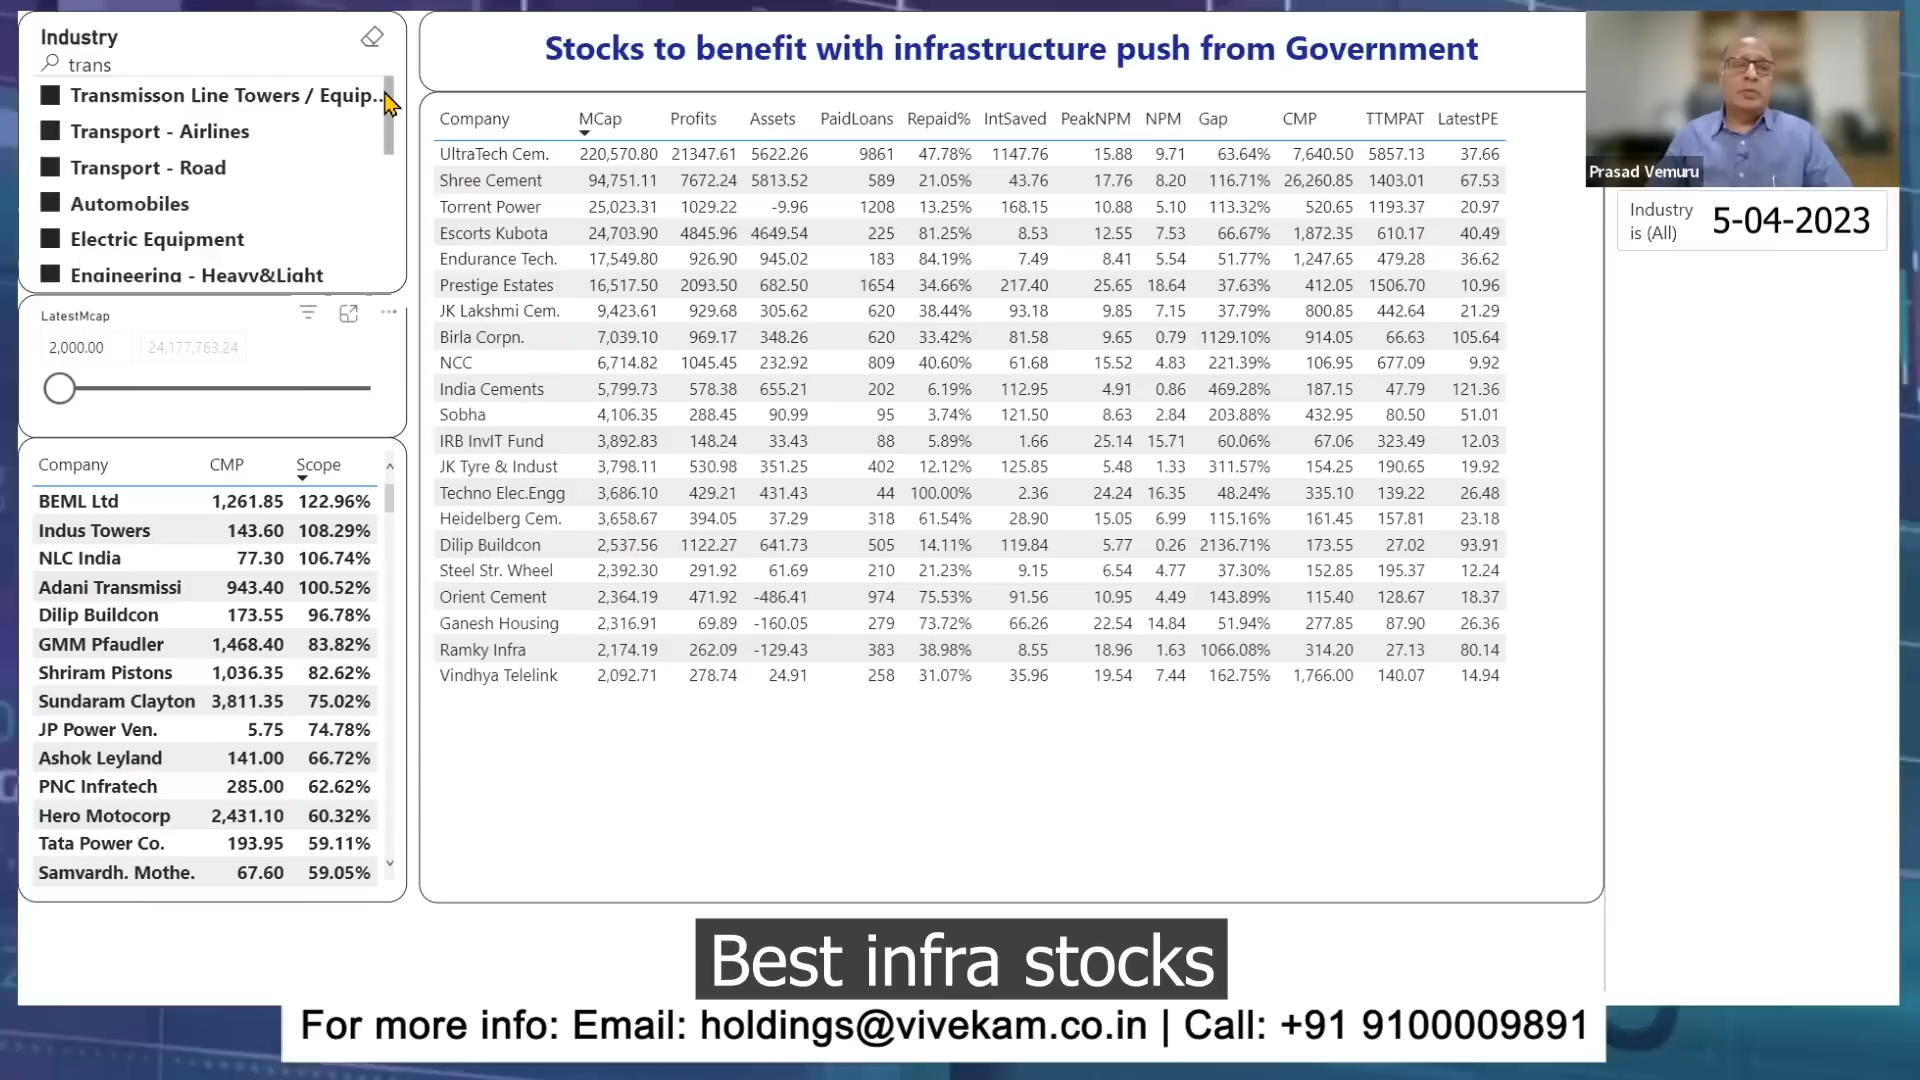 Industry
trans
Transmisson Line Towers / Equip...
Transport - Airlines
Transport - Road
Automobiles
Electric Equipment
Engineering - Heavy&Light
LatestMcap
2,000.00 24,177,763.24
Company CMP Scope
BEML Ltd 1,261.85 122.96%
Indus Towers 143.60 108.29%
NLC India 77.30 106.74%
Adani Transmissi 943.40 100.52%
Dilip Buildcon 173.55 96.78%
GMM Pfaudler 1,468.40 83.82%
Shriram Pistons 1,036.35 82.62%
Sundaram Clayton 3,811.35 75.02%
JP Power Ven. 5.75 74.78%
Ashok Leyland 141.00 66.72%
PNC Infratech 285.00 62.62%
Hero Motocorp 2,431.10 60.32%
Tata Power Co. 193.95 59.11%
Samvardh. Mothe. 67.60 59.05%
Stocks to benefit with infrastructure push from Government
Company MCap Profits Assets PaidLoans Repaid% IntSaved PeakNPM NPM Gap CMP TTMPAT LatestPE
UltraTech Cem. 220,570.80 21347.61 5622.26 9861 47.78% 1147.76 15.88 9.71 63.64% 7,640.50 5857.13 37.66
Shree Cement 94,751.11 7672.24 5813.52 589 21.05% 43.76 17.76 8.20 116.71% 26,260.85 1403.01 67.53
Torrent Power 25,023.31 1029.22 -9.96 1208 13.25% 168.15 10.88 5.10 113.32% 520.65 1193.37 20.97
Escorts Kubota 24,703.90 4845.96 4649.54 225 81.25% 8.53 12.55 7.53 66.67% 1,872.35 610.17 40.49
Endurance Tech. 17,549.80 926.90 945.02 183 84.19% 7.49 8.41 5.54 51.77% 1,247.65 479.28 36.62
Prestige Estates 16,517.50 2093.50 682.50 1654 34.66% 217.40 25.65 18.64 37.63% 412.05 1506.70 10.96
JK Lakshmi Cem. 9,423.61 929.68 305.62 620 38.44% 93.18 9.85 7.15 37.79% 800.85 442.64 21.29
Birla Corpn. 7,039.10 969.17 348.26 620 33.42% 81.58 9.65 0.79 1129.10% 914.05 66.63 105.64
NCC 6,714.82 1045.45 232.92 809 40.60% 61.68 15.52 4.83 221.39% 106.95 677.09 9.92
India Cements 5,799.73 578.38 655.21 202 6.19% 112.95 4.91 0.86 469.28% 187.15 47.79 121.36
Sobha 4,106.35 288.45 90.99 95 3.74% 121.50 8.63 2.84 203.88% 432.95 80.50 51.01
IRB InvIT Fund 3,892.83 148.24 33.43 88 5.89% 1.66 25.14 15.71 60.06% 67.06 323.49 12.03
JK Tyre & Indust 3,798.11 530.98 351.25 402 12.12% 125.85 5.48 1.33 311.57% 154.25 190.65 19.92
Techno Elec.Engg 3,686.10 429.21 431.43 44 100.00% 2.36 24.24 16.35 48.24% 335.10 139.22 26.48
Heidelberg Cem. 3,658.67 394.05 37.29 318 61.54% 28.90 15.05 6.99 115.16% 161.45 157.81 23.18
Dilip Buildcon 2,537.56 1122.27 641.73 505 14.11% 119.84 5.77 0.26 2136.71% 173.55 27.02 93.91
Steel Str. Wheel 2,392.30 291.92 61.69 210 21.23% 9.15 6.54 4.77 37.30% 152.85 195.37 12.24
Orient Cement 2,364.19 471.92 -486.41 974 75.53% 91.56 10.95 4.49 143.89% 115.40 128.67 18.37
Ganesh Housing 2,316.91 69.89 -160.05 279 73.72% 66.26 22.54 14.84 51.94% 277.85 87.90 26.36
Ramky Infra 2,174.19 262.09 -129.43 383 38.98% 8.55 18.96 1.63 1066.08% 314.20 27.13 80.14
Vindhya Telelink 2,092.71 278.74 24.91 258 31.07% 35.96 19.54 7.44 162.75% 1,766.00 140.07 14.94
Prasad Vemuru
Industry
is (All)
5-04-2023
Best infra stocks
For more info: Email: holdings@vivekam.co.in | Call: +91 9100009891